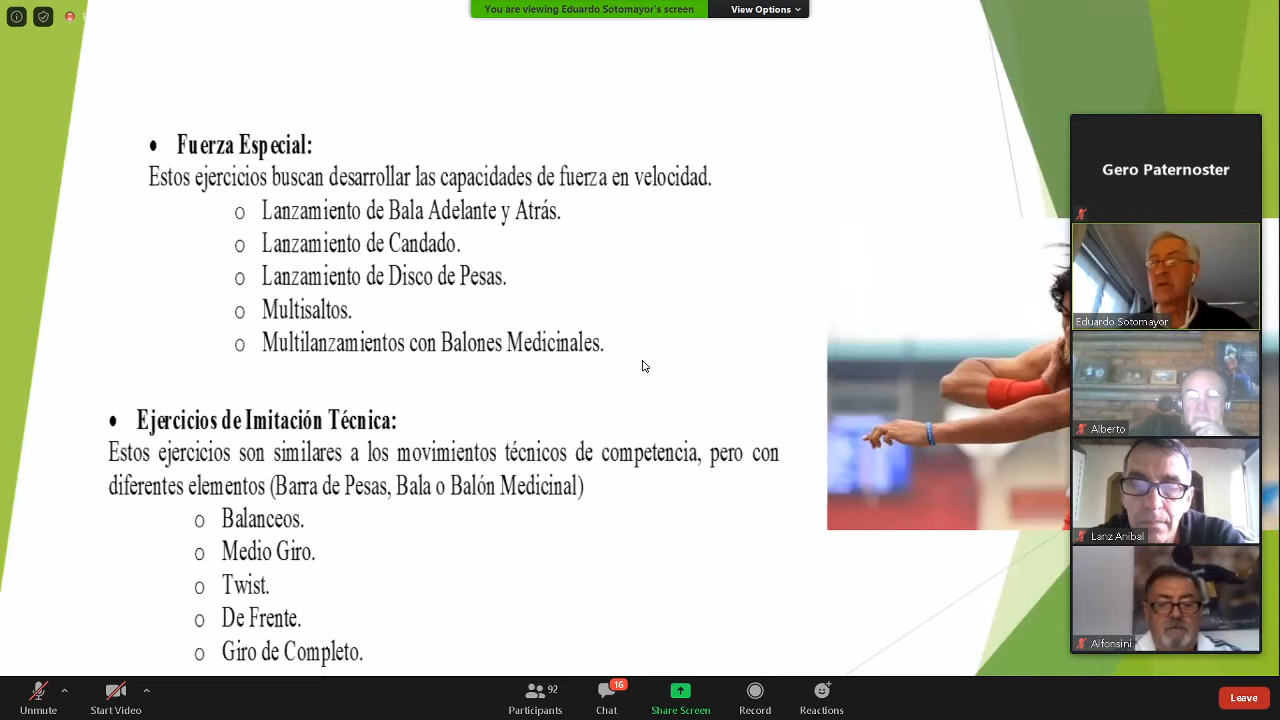 You are viewing Eduardo Sotomayor's screen
View Options
• Fuerza Especial:
Estos ejercicios buscan desarrollar las capacidades de fuerza en velocidad.
o Lanzamiento de Bala Adelante y Atrás.
o Lanzamiento de Candado.
o Lanzamiento de Disco de Pesas.
o Multisaltos.
o Multilanzamientos con Balones Medicinales.
• Ejercicios de Imitación Técnica:
Estos ejercicios son similares a los movimientos técnicos de competencia, pero con
diferentes elementos (Barra de Pesas, Bala o Balón Medicinal)
o Balanceos.
o Medio Giro.
o Twist.
o De Frente.
o Giro de Completo.
Gero Paternoster
Eduardo Sotomayor
Alberto
Lanz Anibal
Alfonsini
Unmute
Start Video
92
Participants
16
Chat
Share Screen
Record
Reactions
Leave